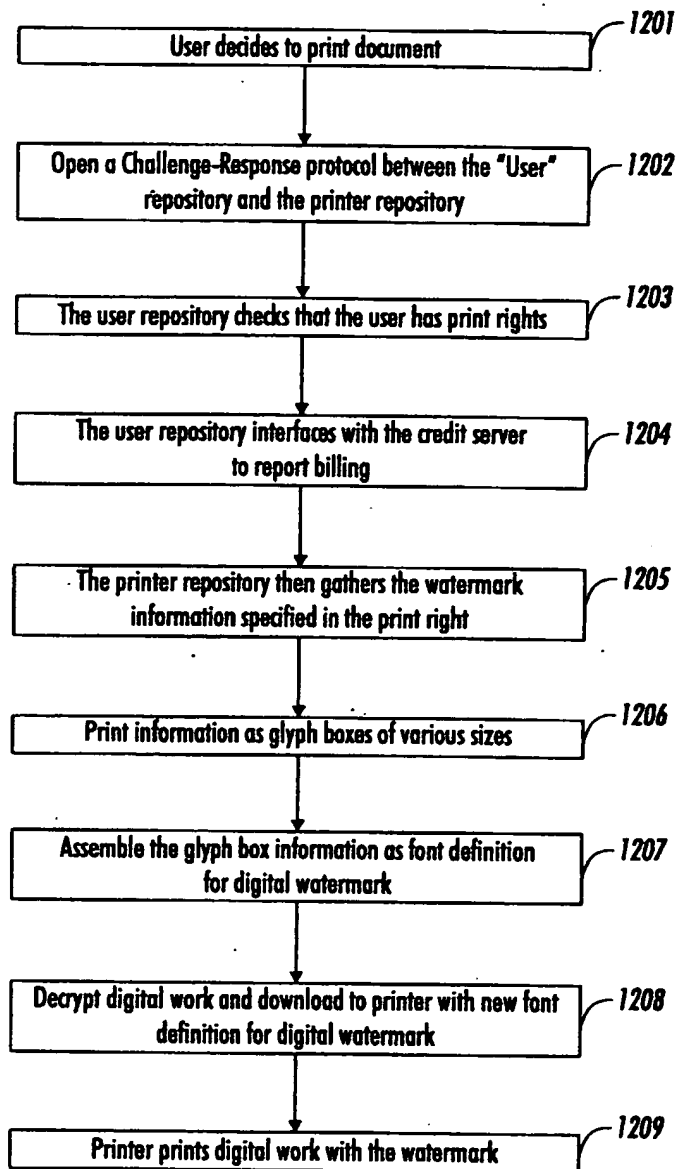 1201
User decides to print document
1202
Open a Challenge-Response protocol between the "User"
repository and the printer repository
1203
The user repository checks that the user has print rights
1204
The user repository interfaces with the credit server
to report billing
1205
The printer repository then gathers the watermark
information specified in the print right
1206
Print information as glyph boxes of various sizes
1207
Assemble the glyph box information as font definition
for digital watermark
1208
Decrypt digital work and download to printer with new font
definition for digital watermark
1209
Printer prints digital work with the watermark